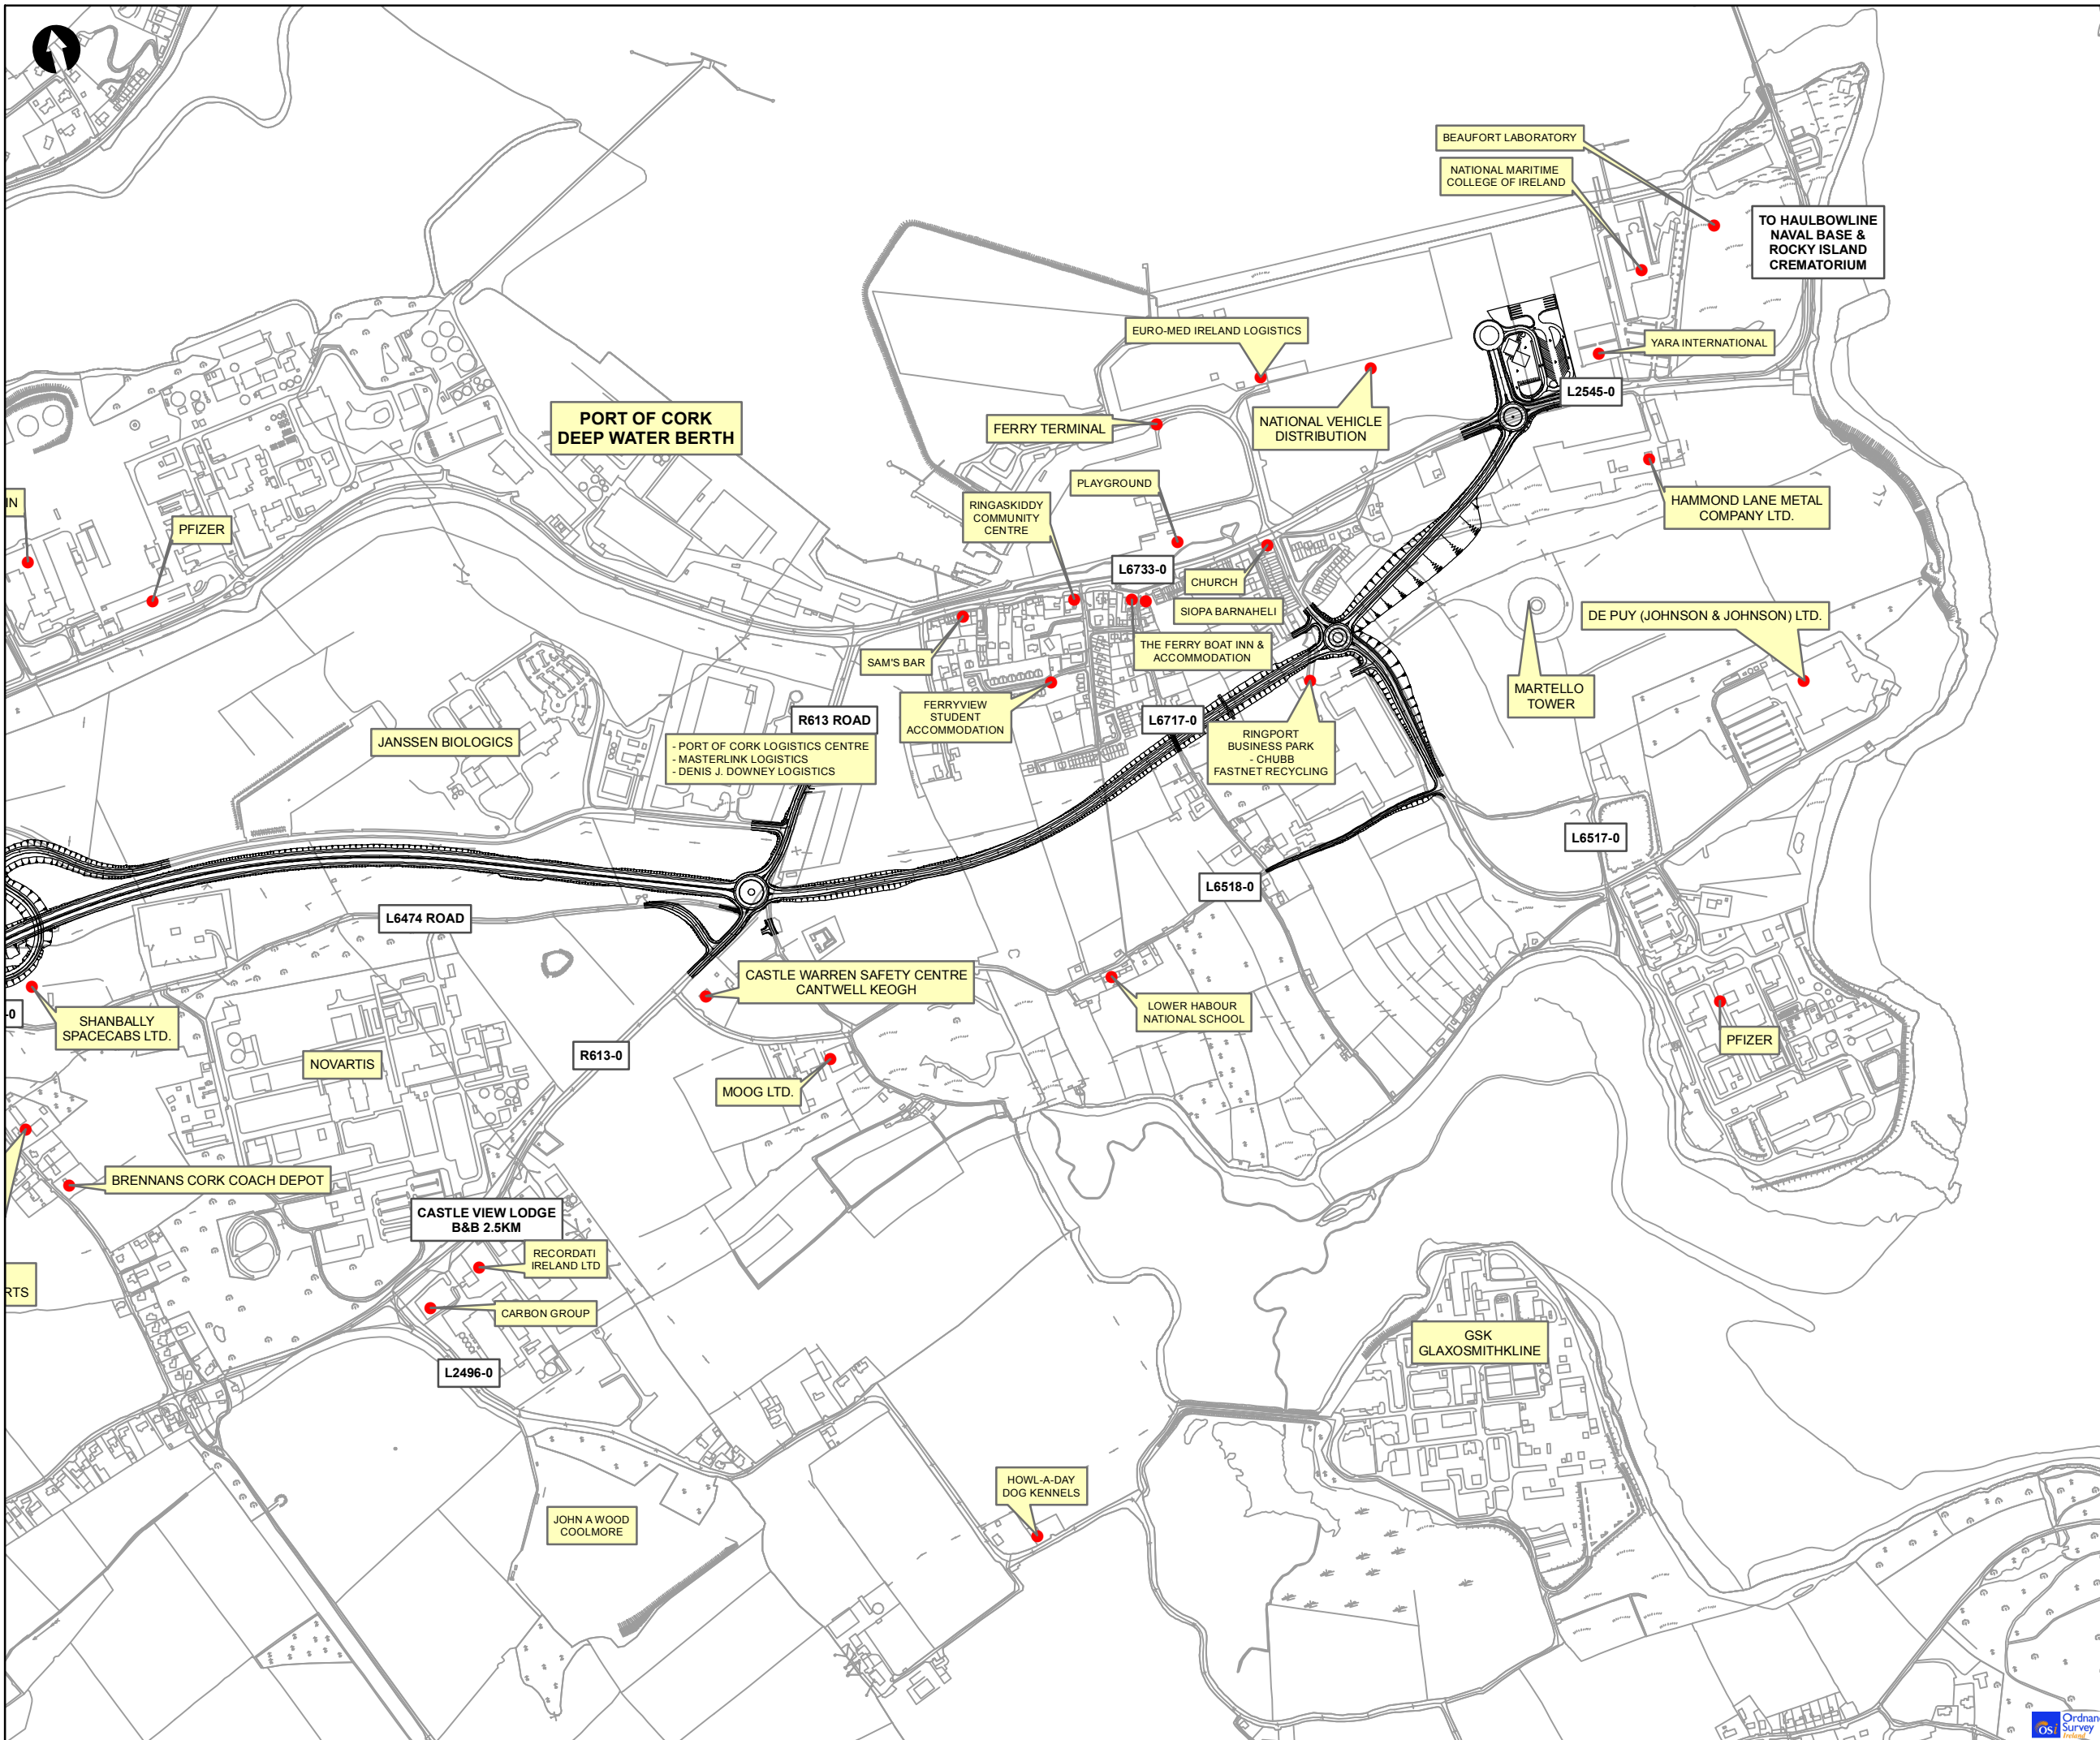 BEAUFORT LABORATORY
NATIONAL MARITIME
COLLEGE OF IRELAND
TO HAULBOWLINE
NAVAL BASE &
ROCKY ISLAND
CREMATORIUM
EURO-MED IRELAND LOGISTICS
YARA INTERNATIONAL
L2545-0
PORT OF CORK
DEEP WATER BERTH
FERRY TERMINAL
NATIONAL VEHICLE
DISTRIBUTION
PLAYGROUND
IN
PFIZER
RINGASKIDDY
COMMUNITY
CENTRE
HAMMOND LANE METAL
COMPANY LTD.
L6733-0
CHURCH
SIOPA BARNAHELI
DE PUY (JOHNSON & JOHNSON) LTD.
THE FERRY BOAT INN &
ACCOMMODATION
SAM'S BAR
MARTELLO
TOWER
FERRYVIEW
STUDENT
ACCOMMODATION
R613 ROAD
L6717-0
JANSSEN BIOLOGICS
- PORT OF CORK LOGISTICS CENTRE
- MASTERLINK LOGISTICS
- DENIS J. DOWNEY LOGISTICS
RINGPORT
BUSINESS PARK
- CHUBB
FASTNET RECYCLING
L6517-0
L6518-0
L6474 ROAD
CASTLE WARREN SAFETY CENTRE
CANTWELL KEOGH
LOWER HABOUR
NATIONAL SCHOOL
-0
SHANBALLY
SPACECABS LTD.
PFIZER
R613-0
NOVARTIS
MOOG LTD.
BRENNANS CORK COACH DEPOT
CASTLE VIEW LODGE
B&B 2.5KM
RECORDATI
IRELAND LTD
RTS
CARBON GROUP
GSK
GLAXOSMITHKLINE
L2496-0
HOWL-A-DAY
DOG KENNELS
JOHN A WOOD
COOLMORE
OSi
Ordnan
Survey
Ireland